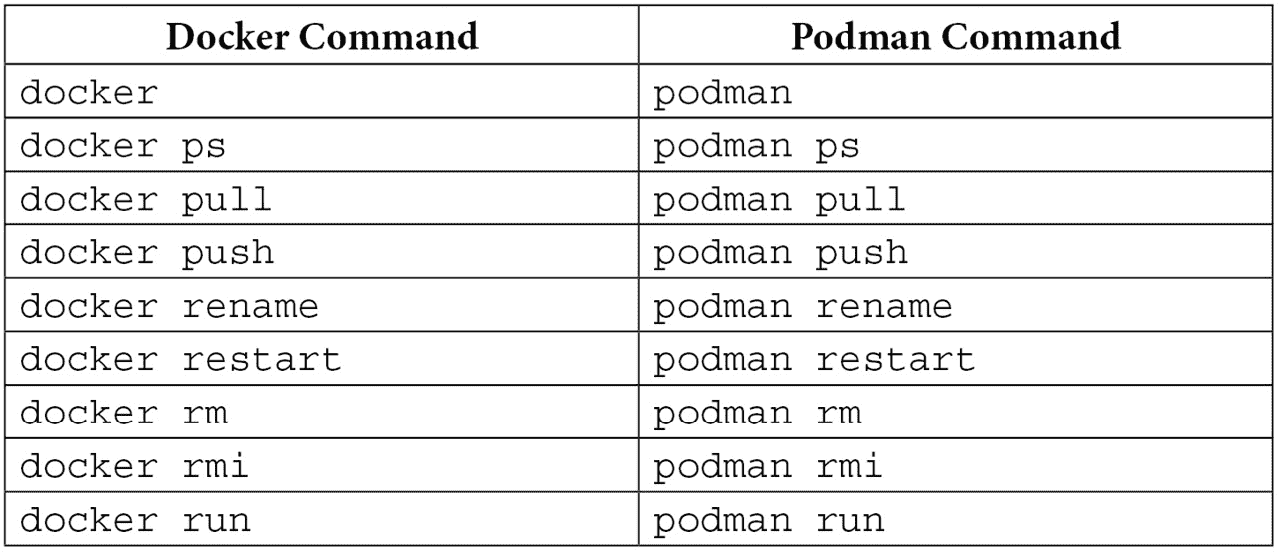 Docker Command Podman Command
docker podman
docker ps podman ps
docker pull podman pull
docker push podman push
docker rename podman rename
docker restart podman restart
docker rm podman rm
docker rmi podman rmi
docker run podman run